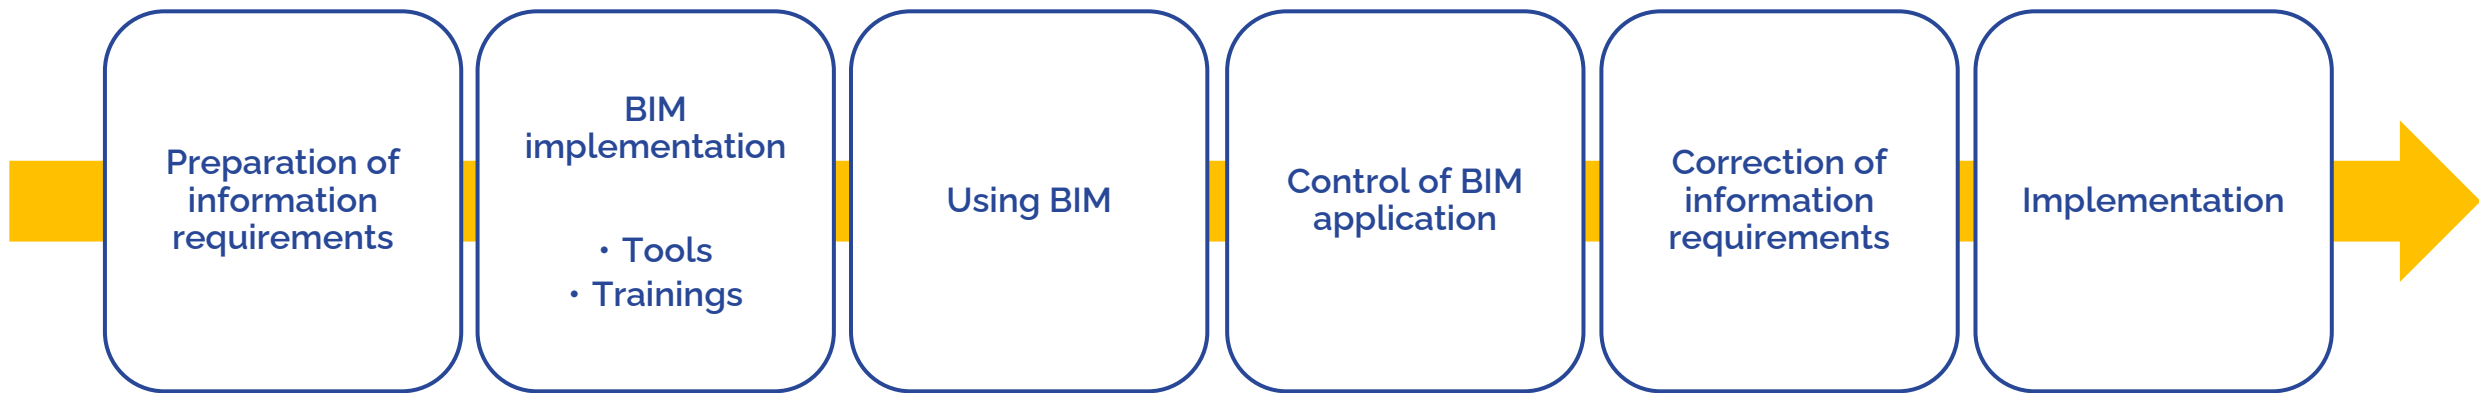 Preparation of
information
requirements
BIM
implementation
• Tools
• Trainings
Using BIM
Control of BIM
application
Correction of
information
requirements
Implementation